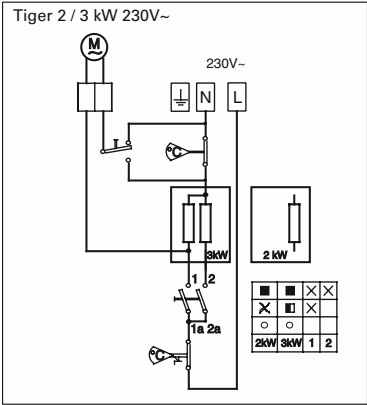 Tiger 2 / 3 kW 230V~
M
230V~
N L
°C
3kW
2 kW
1 2
1a 2a
°C
2kW 3kW 1 2